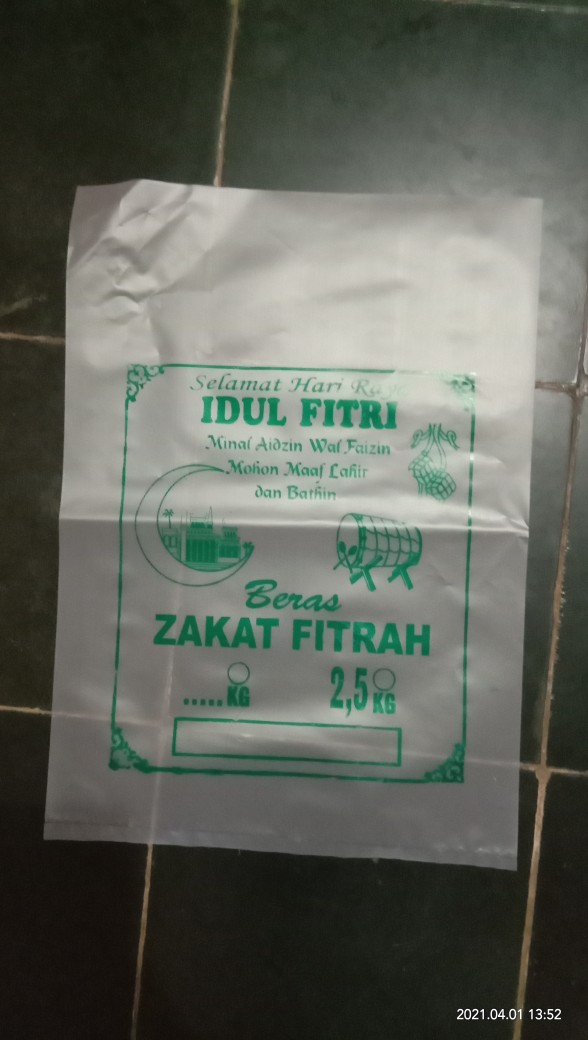 Selamat Hari Raya
IDUL FITRI
Minal Aidzin Wal Faizin
Mohon Maaf Lahir
dan Bathin
Beras
ZAKAT FITRAH
.....KG 2,5 KG
2021.04.01 13:52